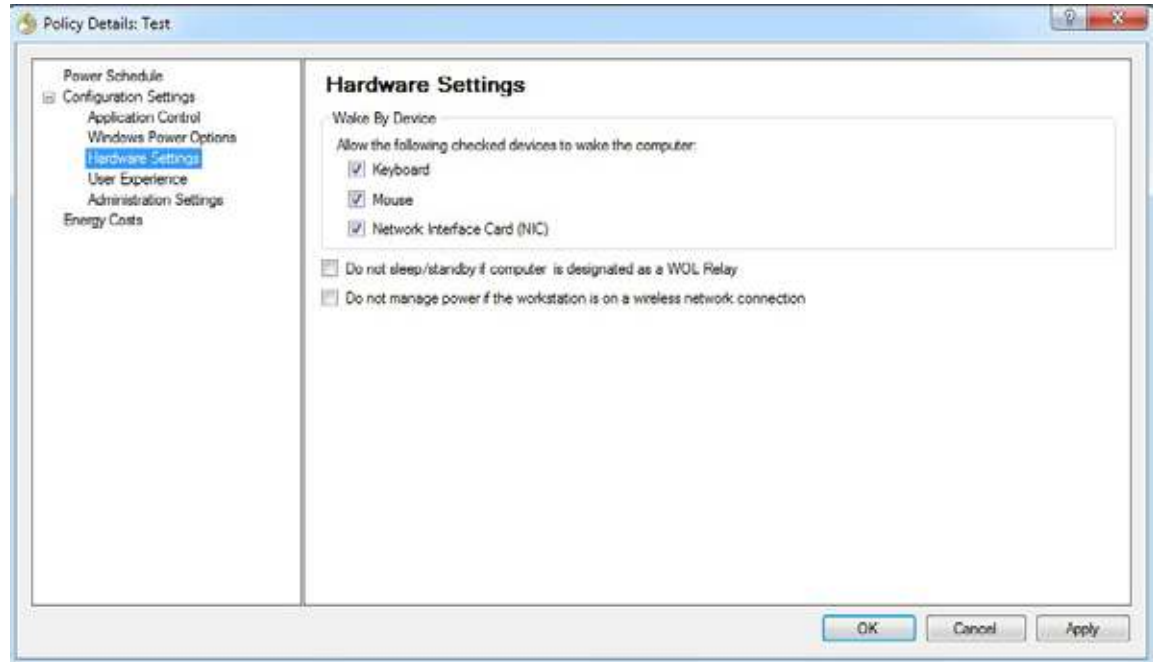 Policy Details: Test
Power Schedule
Configuration Settings
Application Control
Windows Power Options
Hardware Settings
User Experience
Administration Settings
Energy Costs
Hardware Settings
Wake By Device
Allow the following checked devices to wake the computer:
Keyboard
Mouse
Network Interface Card (NIC)
Do not sleep/standby if computer is designated as a WOL Relay
Do not manage power if the workstation is on a wireless network connection
OK Cancel Apply